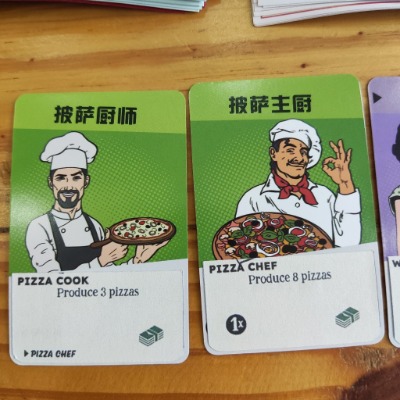 披萨厨师
PIZZA COOK
Produce 3 pizzas
PIZZA CHEF
披萨主厨
PIZZA CHEF
Produce 8 pizzas
1x
W